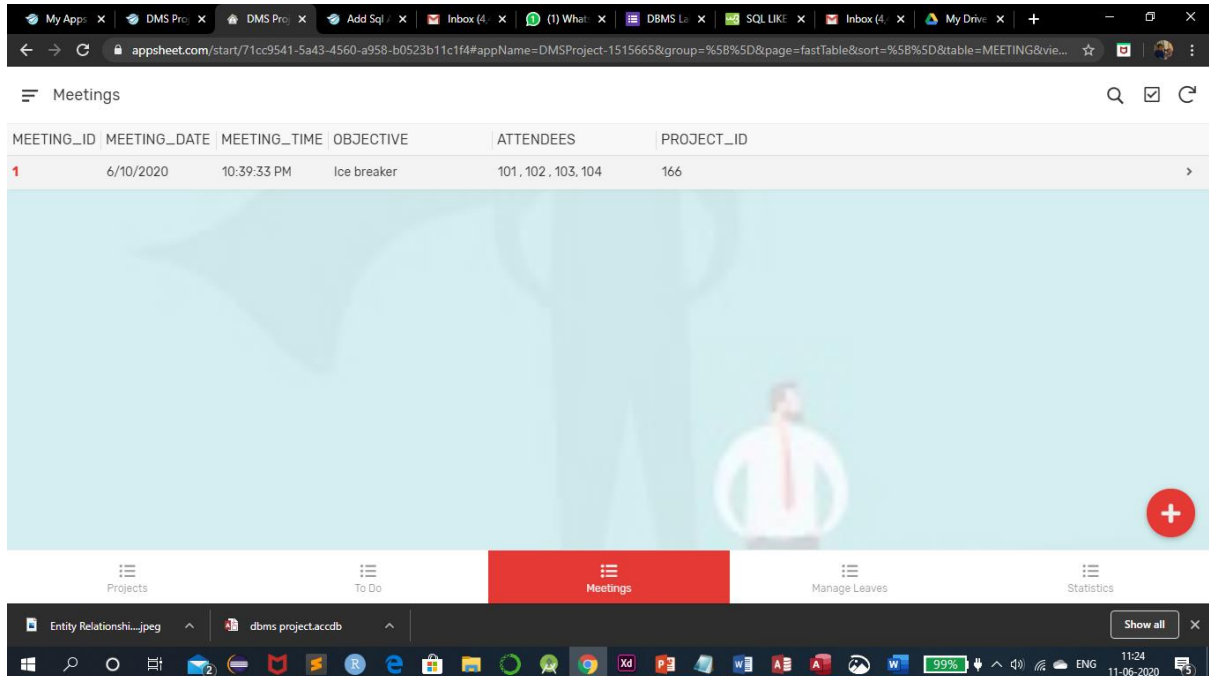 My Apps DMS Proj DMS Proj Add Sql / Inbox (4, (1) What DBMS La SQL LIKE Inbox (4, My Drive
appsheet.com/start/71cc9541-5a43-4560-a958-b0523b11c1f4#appName=DMSProject-1515665&group=%5B%5D&page=fastTable&sort=%5B%5D&table=MEETING&vie...
Meetings
MEETING_ID MEETING_DATE MEETING_TIME OBJECTIVE ATTENDEES PROJECT_ID
1 6/10/2020 10:39:33 PM Ice breaker 101 , 102 , 103, 104 166
Projects To Do Meetings Manage Leaves Statistics
Entity Relationshi....jpeg dbms project.accdb Show all
99% ENG 11:24
11-06-2020